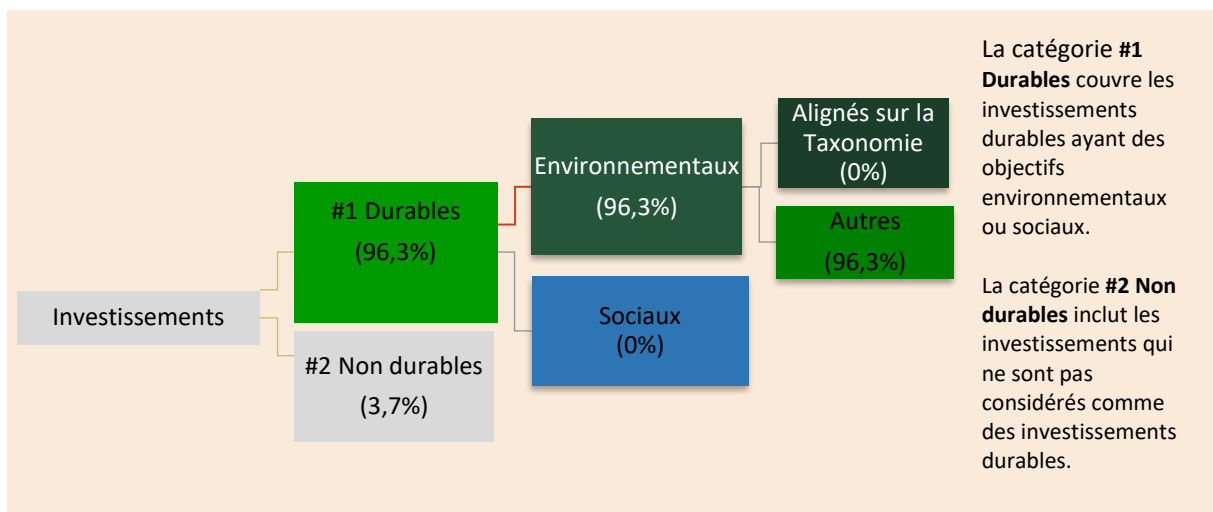 Investissements
#1 Durables
(96,3%)
#2 Non durables
(3,7%)
Environnementaux
(96,3%)
Sociaux
(0%)
Alignés sur la
Taxonomie
(0%)
Autres
(96,3%)
La catégorie #1
Durables couvre les
investissements
durables ayant des
objectifs
environnementaux
ou sociaux.
La catégorie #2 Non
durables inclut les
investissements qui
ne sont pas
considérés comme
des investissements
durables.